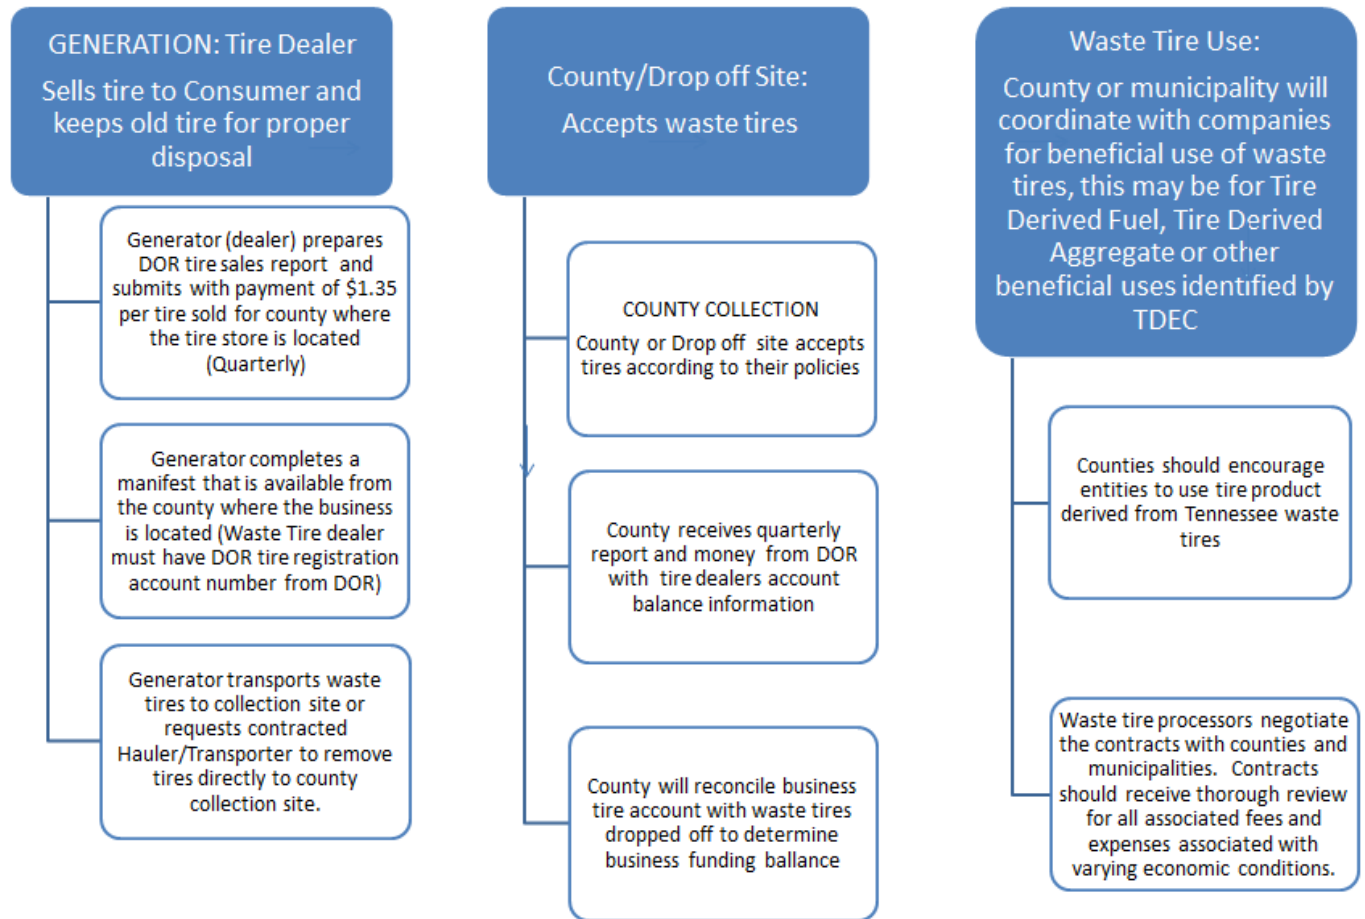 GENERATION: Tire Dealer
Sells tire to Consumer and
keeps old tire for proper
disposal
Generator (dealer) prepares
DOR tire sales report and
submits with payment of $1.35
per tire sold for county where
the tire store is located
(Quarterly)
Generator completes a
manifest that is available from
the county where the business
is located (Waste Tire dealer
must have DOR tire registration
account number from DOR)
Generator transports waste
tires to collection site or
requests contracted
Hauler/Transporter to remove
tires directly to county
collection site.
County/Drop off Site:
Accepts waste tires
COUNTY COLLECTION
County or Drop off site accepts
tires according to their policies
County receives quarterly
report and money from DOR
with tire dealers account
balance information
County will reconcile business
tire account with waste tires
dropped off to determine
business funding ballance
Waste Tire Use:
County or municipality will
coordinate with companies
for beneficial use of waste
tires, this may be for Tire
Derived Fuel, Tire Derived
Aggregate or other
beneficial uses identified by
TDEC
Counties should encourage
entities to use tire product
derived from Tennessee waste
tires
Waste tire processors negotiate
the contracts with counties and
municipalities. Contracts
should receive thorough review
for all associated fees and
expenses associated with
varying economic conditions.